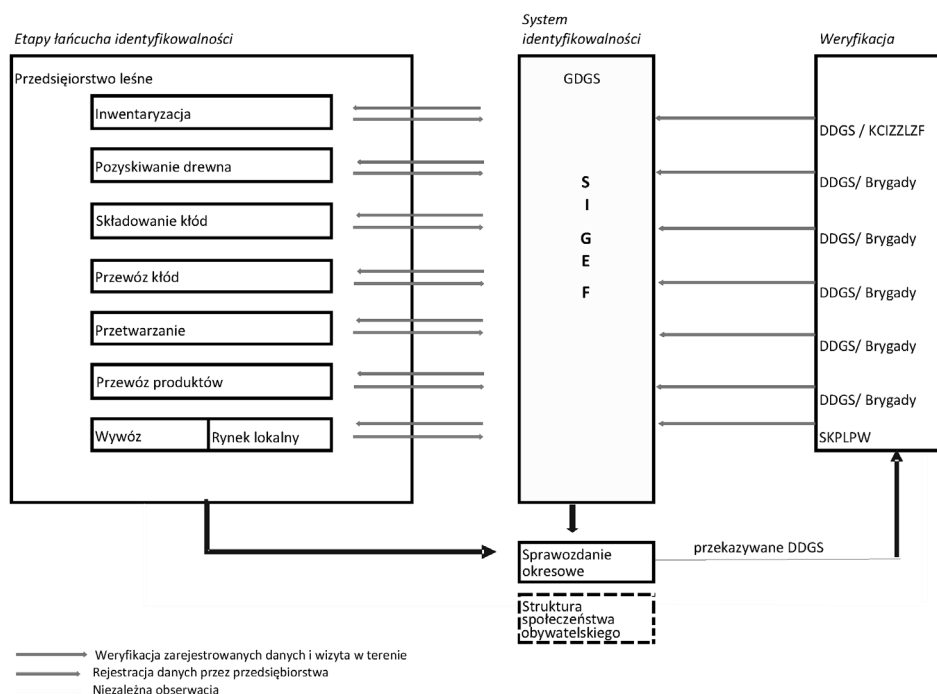 Etapy łańcucha identyfikowalności
System
identyfikowalności
Weryfikacja
Przedsięiorstwo leśne
Inwentaryzacja
Pozyskiwanie drewna
Składowanie kłód
Przewóz kłód
Przetwarzanie
Przewóz produktów
Wywóz
Rynek lokalny
GDGS
S
I
G
E
F
DDGS / KCIZZLZF
DDGS/ Brygady
DDGS/ Brygady
DDGS/ Brygady
DDGS/ Brygady
DDGS/ Brygady
SKPLPW
Sprawozdanie
okresowe
przekazywane DDGS
Struktura
społeczeństwa
obywatelskiego
Weryfikacja zarejestrowanych danych i wizyta w terenie
Rejestracja danych przez przedsiębiorstwa
Niezależna obserwacja